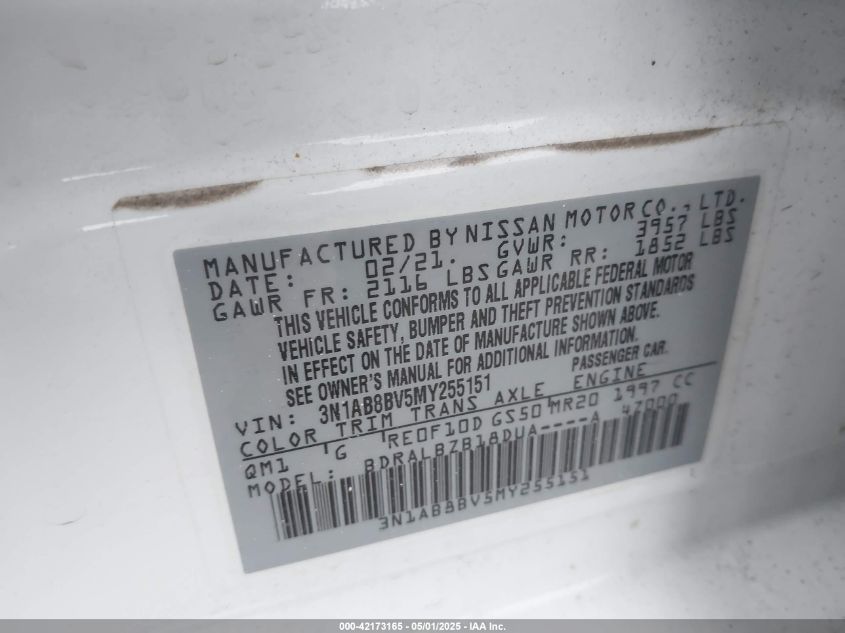 MANUFACTURED BY NISSAN MOTOR CO., LTD.
DATE: 02/21. GVWR: 3957 LBS
GAWR FR: 2116 LBS GAWR RR: 1852 LBS
THIS VEHICLE CONFORMS TO ALL APPLICABLE FEDERAL MOTOR
VEHICLE SAFETY, BUMPER AND THEFT PREVENTION STANDARDS
IN EFFECT ON THE DATE OF MANUFACTURE SHOWN ABOVE.
SEE OWNER'S MANUAL FOR ADDITIONAL INFORMATION.
VIN: 3N1AB8BV5MY255151 PASSENGER CAR.
COLOR TRIM TRANS AXLE ENGINE
QM1 G RE0F10D GS50 MR20 1997 CC
MODEL: BDRALBZB18DUA----A 4Z000
3N1AB8BV5MY255151
000-42173165 - 05/01/2025 - IAA Inc.